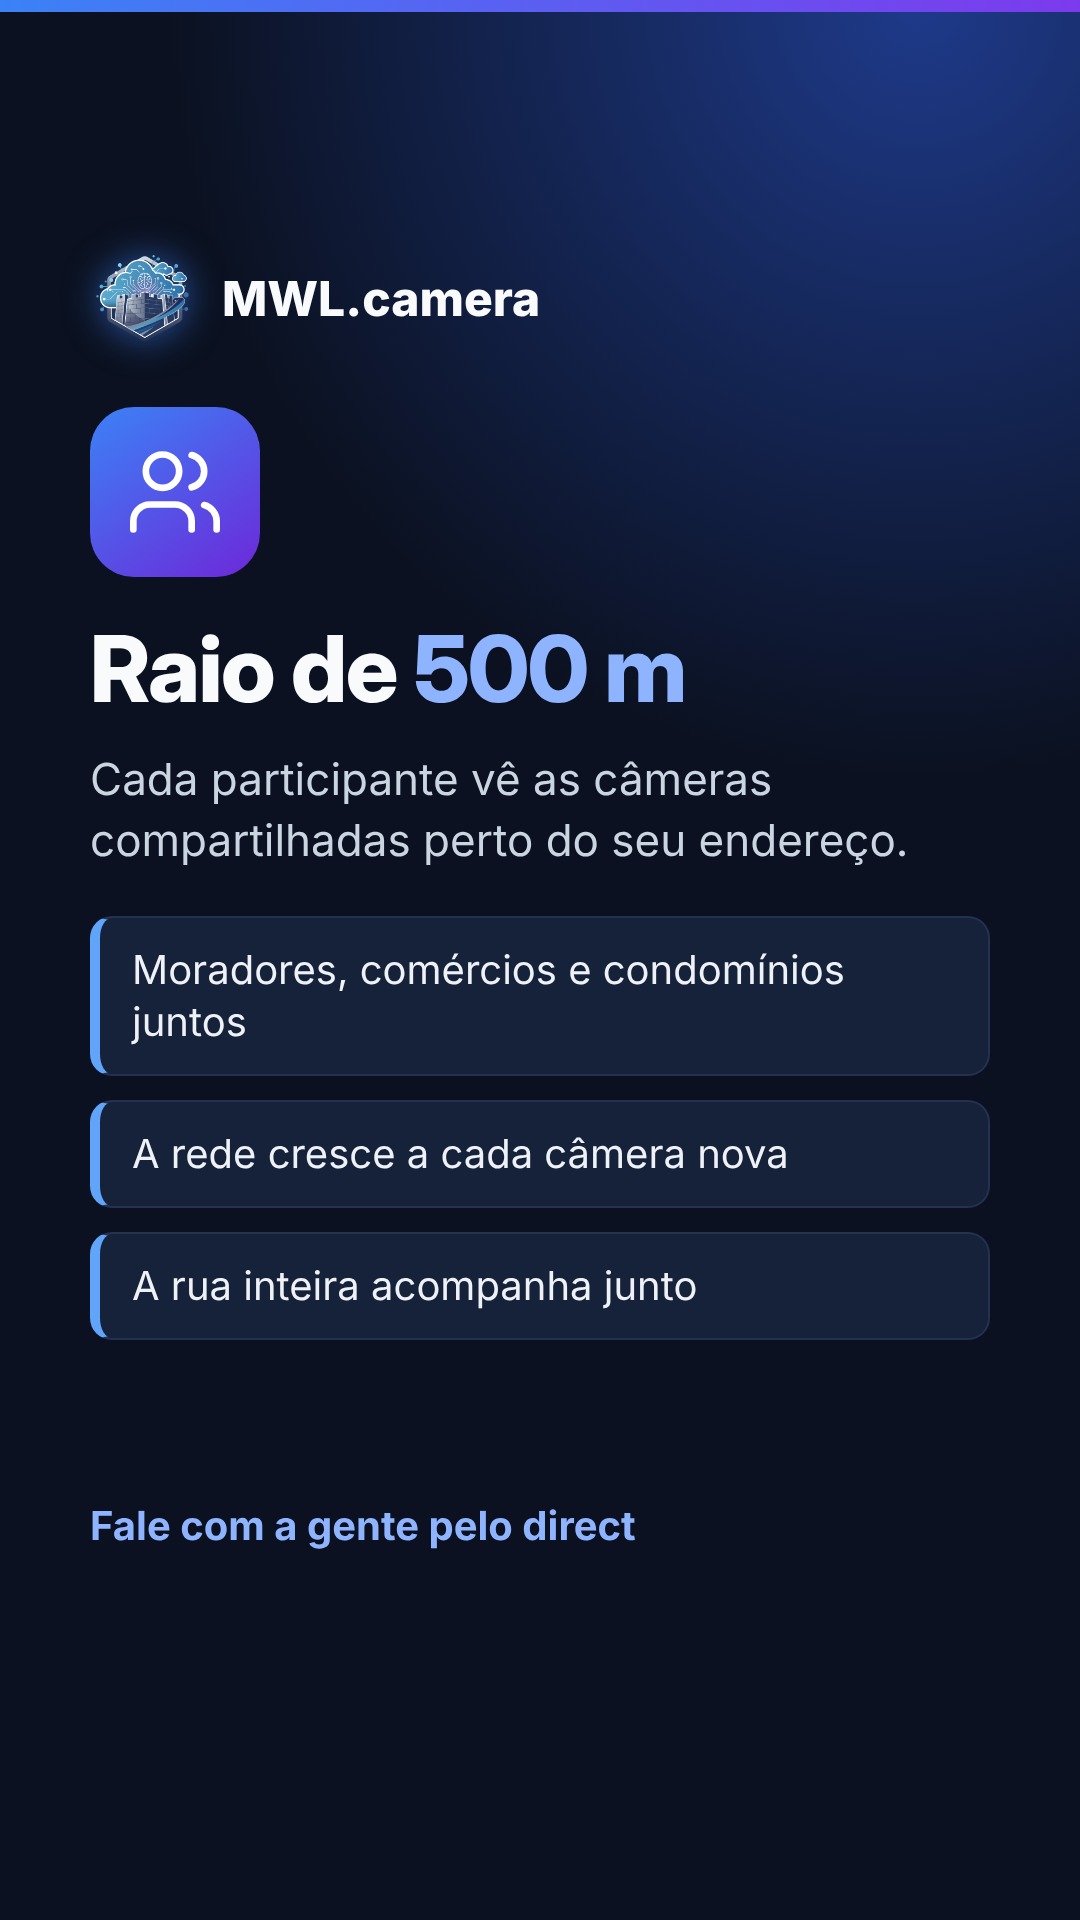 MWL.camera
Raio de 500 m
Cada participante vê as câmeras
compartilhadas perto do seu endereço.
Moradores, comércios e condomínios
juntos
A rede cresce a cada câmera nova
A rua inteira acompanha junto
Fale com a gente pelo direct